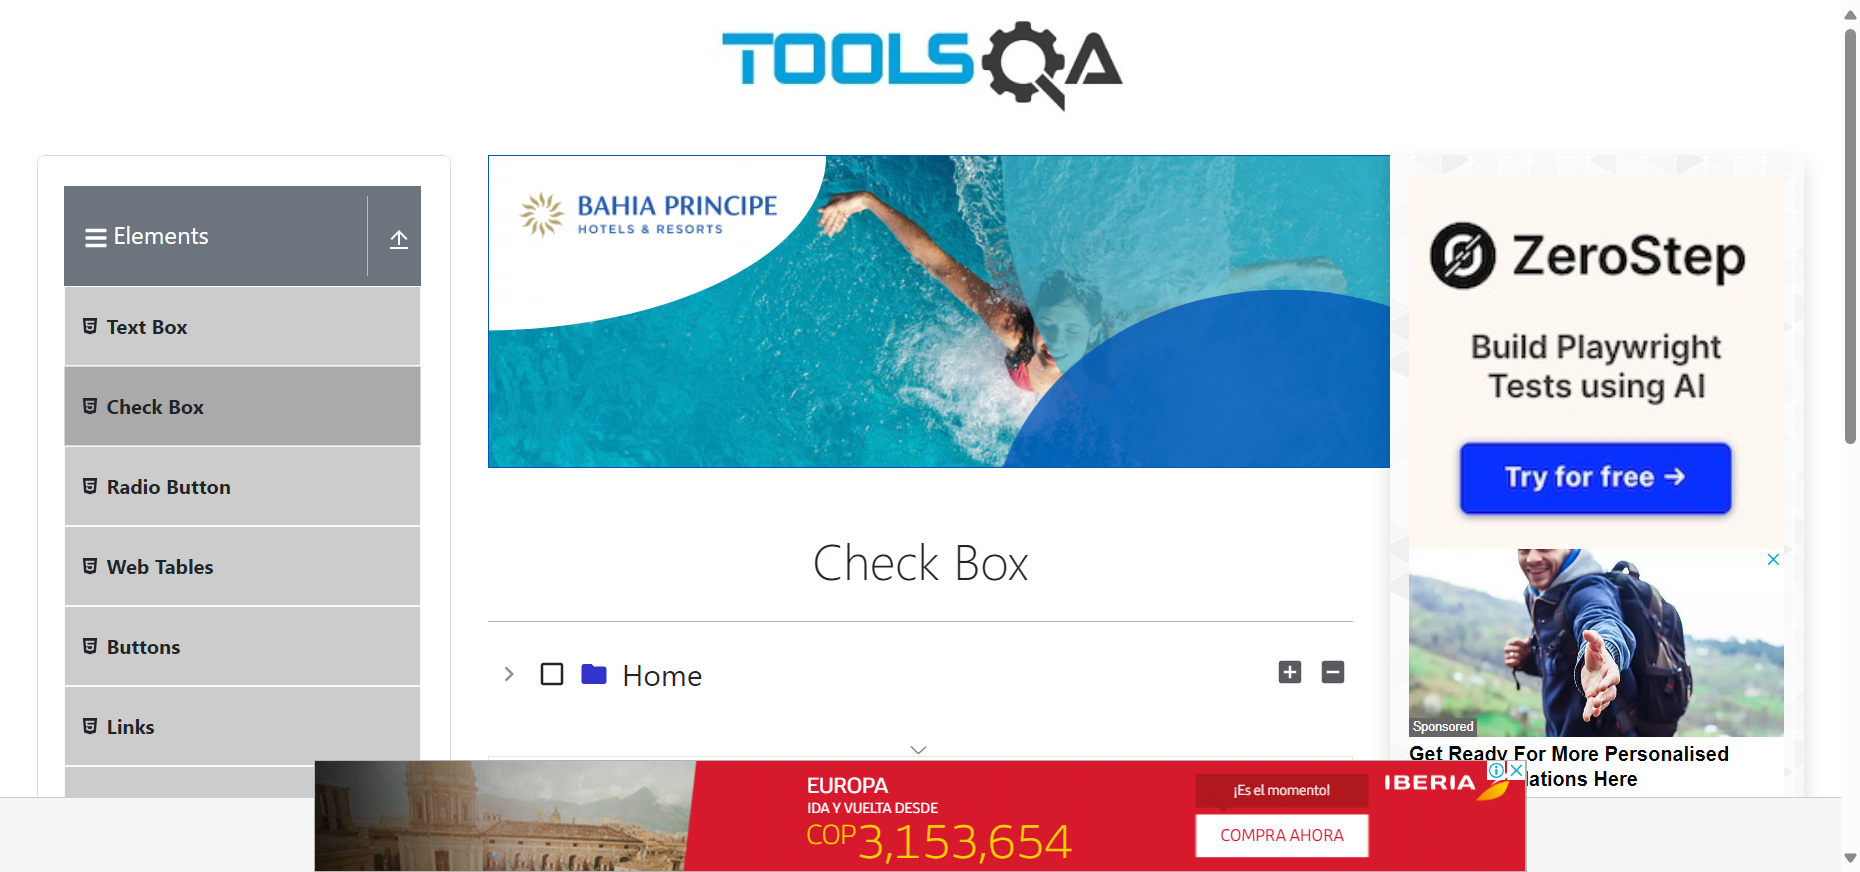 TOOLSQA
Elements
Text Box
Check Box
Radio Button
Web Tables
Buttons
Links
BAHIA PRINCIPE
HOTELS & RESORTS
Check Box
Home
ZeroStep
Build Playwright
Tests using AI
Try for free →
Sponsored
Get Ready For More Personalised
lations Here
EUROPA
IDA Y VUELTA DESDE
COP3,153,654
¡Es el momento!
COMPRA AHORA
IBERIA